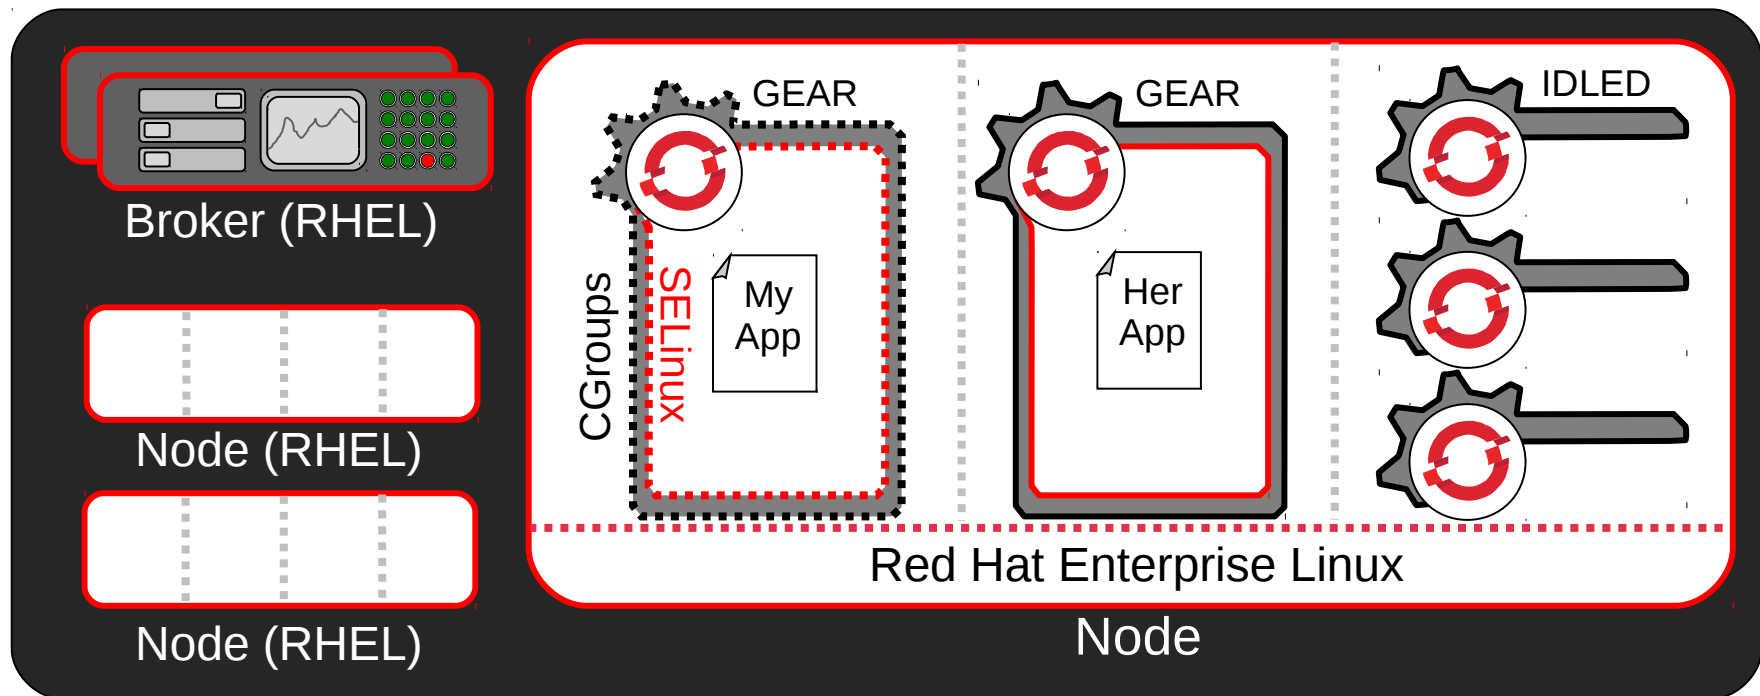 Broker (RHEL)
Node (RHEL)
Node (RHEL)
GEAR
CGroups
SELinux
My
App
GEAR
Her
App
IDLED
Red Hat Enterprise Linux
Node